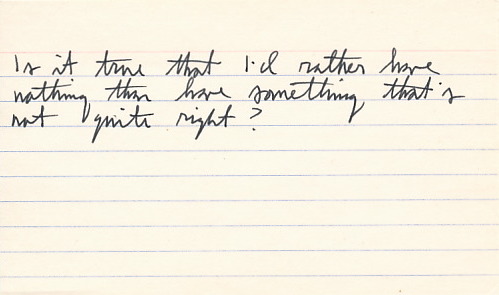 Is it true that I'd rather have
nothing than have something that's
not quite right?